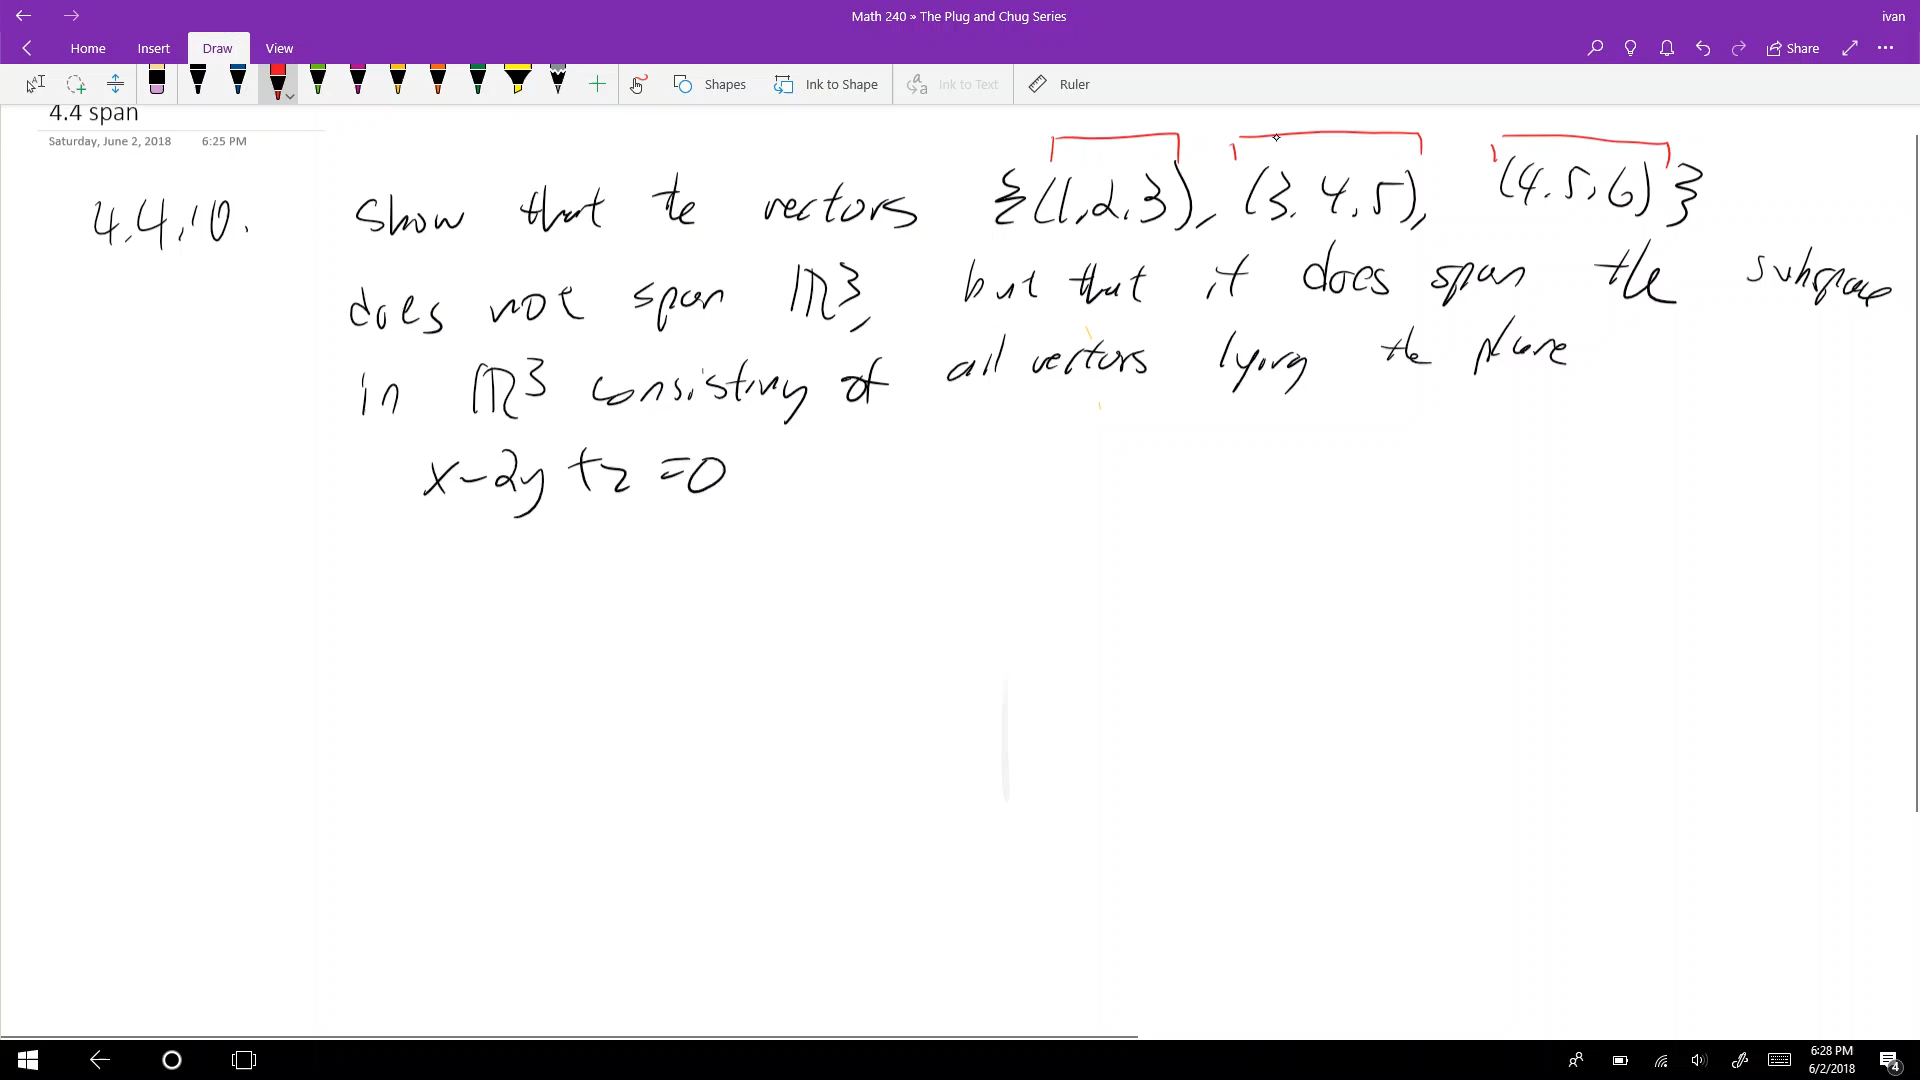 Math 240 » The Plug and Chug Series
ivan
Home Insert Draw View
Share
Shapes Ink to Shape Ink to Text Ruler
4.4 span
Saturday, June 2, 2018 6:25 PM
4.4.10. show that the vectors {(1,2,3), (3,4,5), (4,5,6)}
does not span ℝ3, but that it does span the subspace
in ℝ3 consisting of all vectors lying the plane
x-2y+z=0
6:28 PM
6/2/2018
4